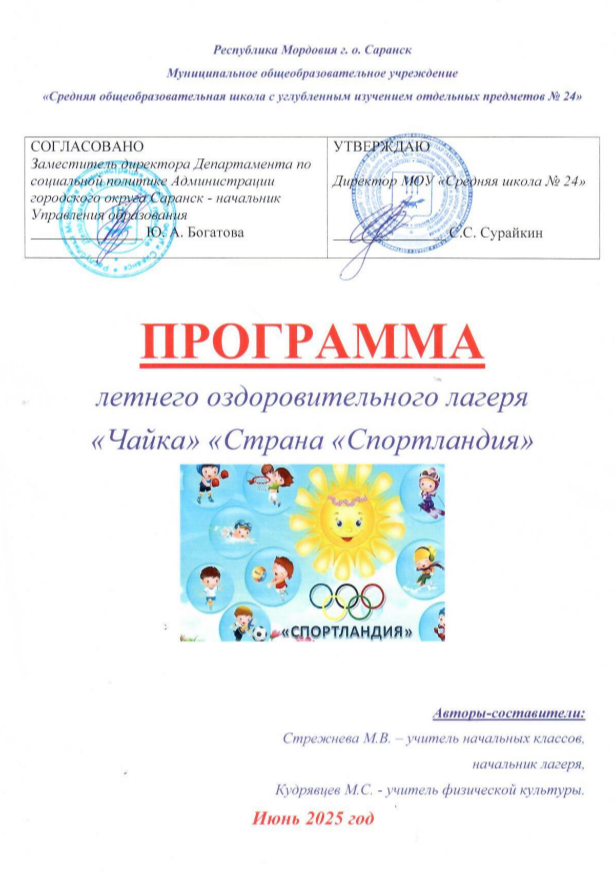 Республика Мордовия г. о. Саранск
Муниципальное общеобразовательное учреждение
«Средняя общеобразовательная школа с углубленным изучением отдельных предметов № 24»
СОГЛАСОВАНО
Заместитель директора Департамента по
социальной политике Администрации
городского округа Саранск - начальник
Управления образования
Ю. А. Богатова
УТВЕРЖДАЮ
Директор МОУ «Средняя школа № 24»
С.С. Сурайкин
ПРОГРАММА
летнего оздоровительного лагеря
«Чайка» «Страна «Спортландия»
«СПОРТЛАНДИЯ»
Авторы-составители:
Стрежнева М.В. – учитель начальных классов,
начальник лагеря,
Кудрявцев М.С. - учитель физической культуры.
Июнь 2025 год